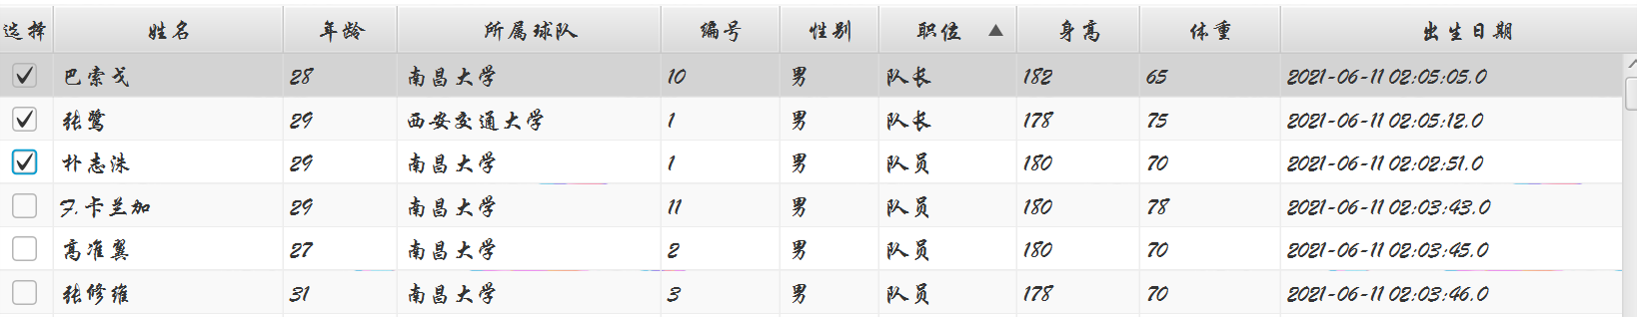 选择 姓名 年龄 所属球队 编号 性别 职位 ▲ 身高 体重 出生日期
巴索戈 28 南昌大学 10 男 队长 182 65 2021-06-11 02:05:05.0
张鹭 29 西安交通大学 1 男 队长 178 75 2021-06-11 02:05:12.0
朴志洙 29 南昌大学 1 男 队员 180 70 2021-06-11 02:02:51.0
F.卡兰加 29 南昌大学 11 男 队员 180 78 2021-06-11 02:03:43.0
高准翼 27 南昌大学 2 男 队员 180 70 2021-06-11 02:03:45.0
张修维 31 南昌大学 3 男 队员 178 70 2021-06-11 02:03:46.0